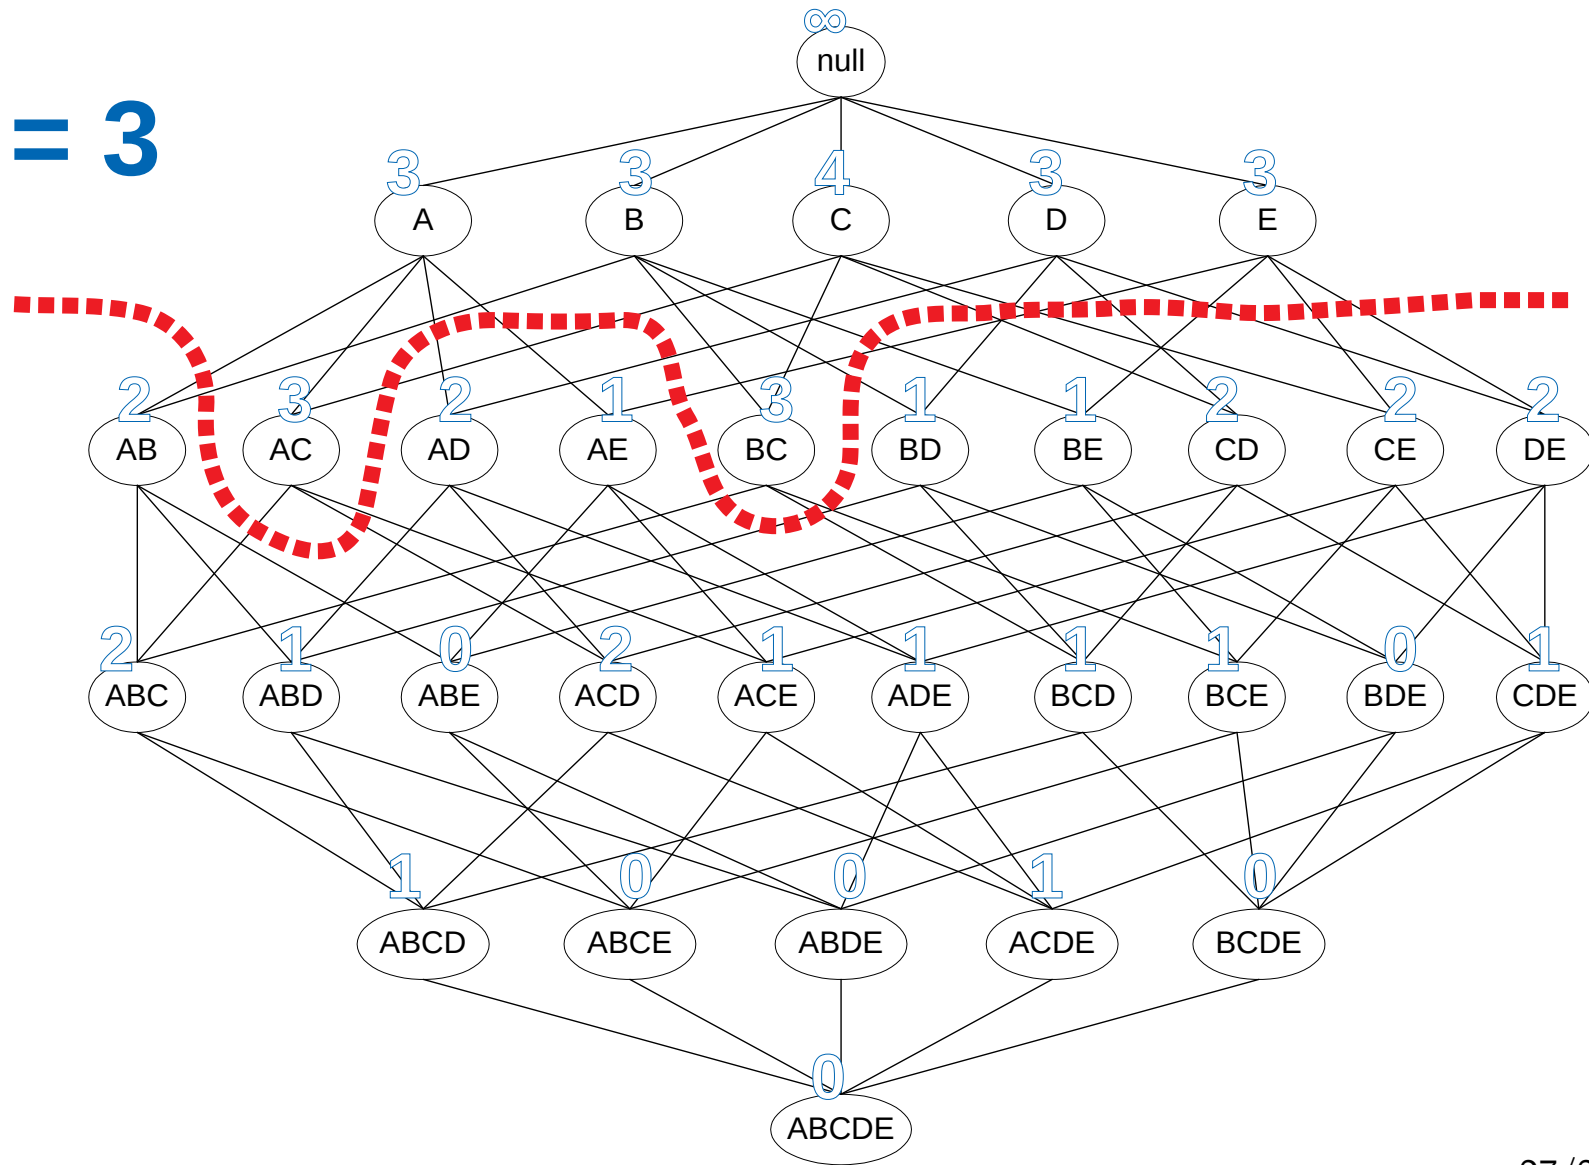 ∞
null
= 3
3 3 4 3 3
A B C D E
2 3 2 1 3 1 1 2 2 2
AB AC AD AE BC BD BE CD CE DE
2 1 0 2 1 1 1 1 0 1
ABC ABD ABE ACD ACE ADE BCD BCE BDE CDE
1 0 0 1 0
ABCD ABCE ABDE ACDE BCDE
0
ABCDE